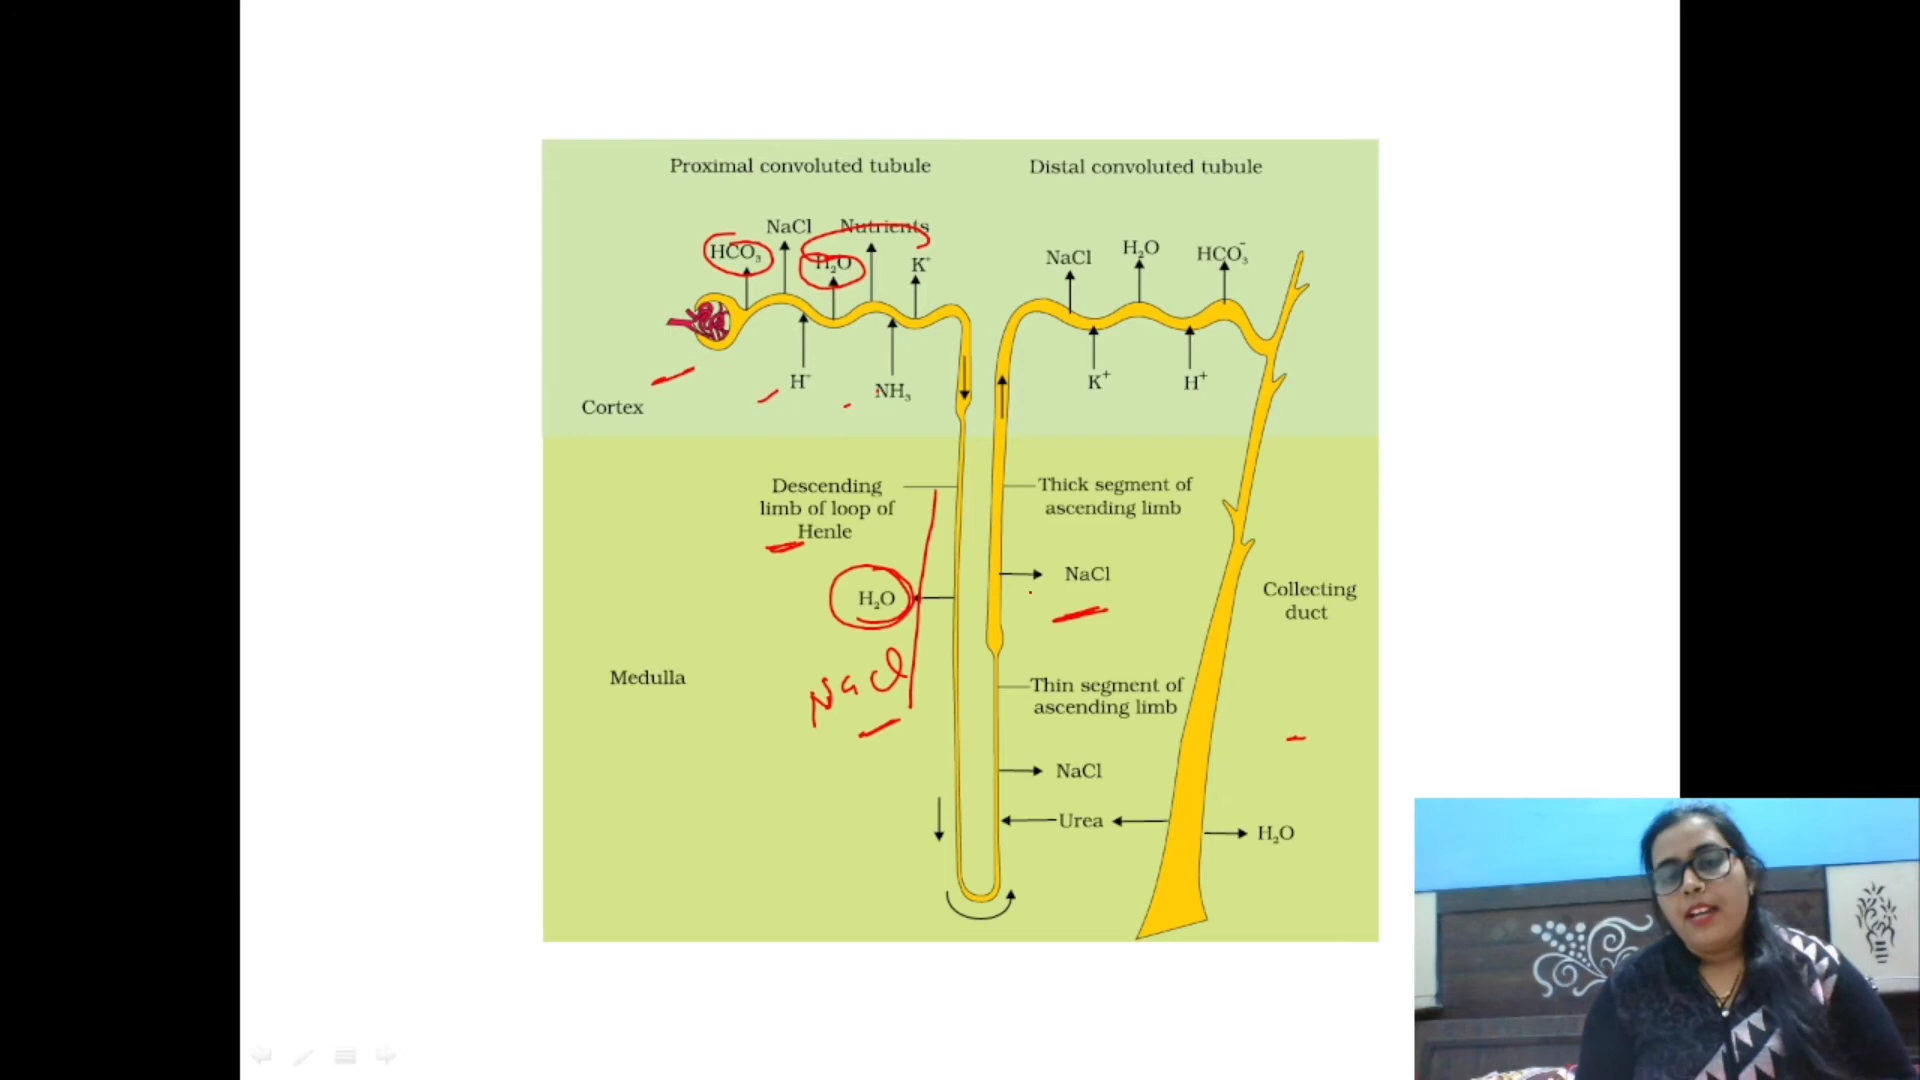 Proximal convoluted tubule
Distal convoluted tubule
NaCl
Nutrients
HCO₃
H₂O
K⁺
NaCl
H₂O
HCO₃⁻
H⁺
NH₃
K⁺
H⁺
Cortex
Descending
limb of loop of
Henle
Thick segment of
ascending limb
H₂O
NaCl
Collecting
duct
NaCl
Medulla
Thin segment of
ascending limb
NaCl
Urea
H₂O